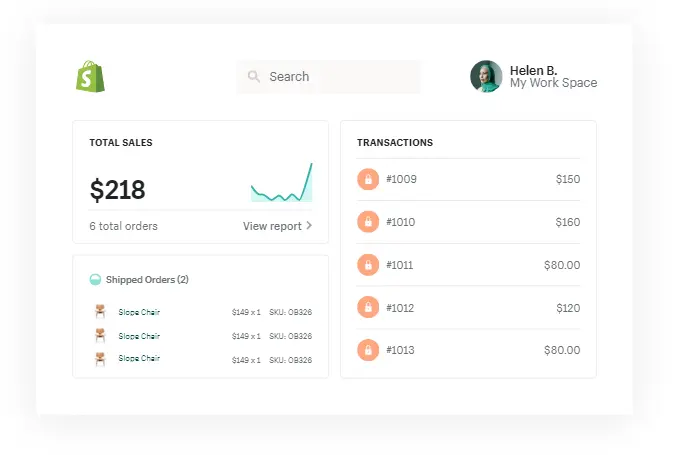 Search
Helen B.
My Work Space
TOTAL SALES
$218
6 total orders
View report
Shipped Orders (2)
Slope Chair $149 x 1 SKU: OB326
Slope Chair $149 x 1 SKU: OB326
Slope Chair $149 x 1 SKU: OB326
TRANSACTIONS
#1009 $150
#1010 $160
#1011 $80.00
#1012 $120
#1013 $80.00